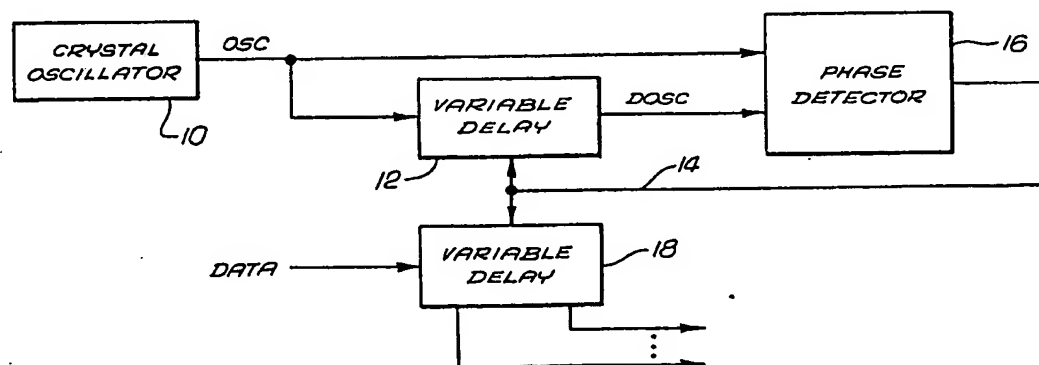 CRYSTAL
OSCILLATOR
10
OSC
VARIABLE
DELAY
12
DOSC
PHASE
DETECTOR
16
14
DATA
VARIABLE
DELAY
18